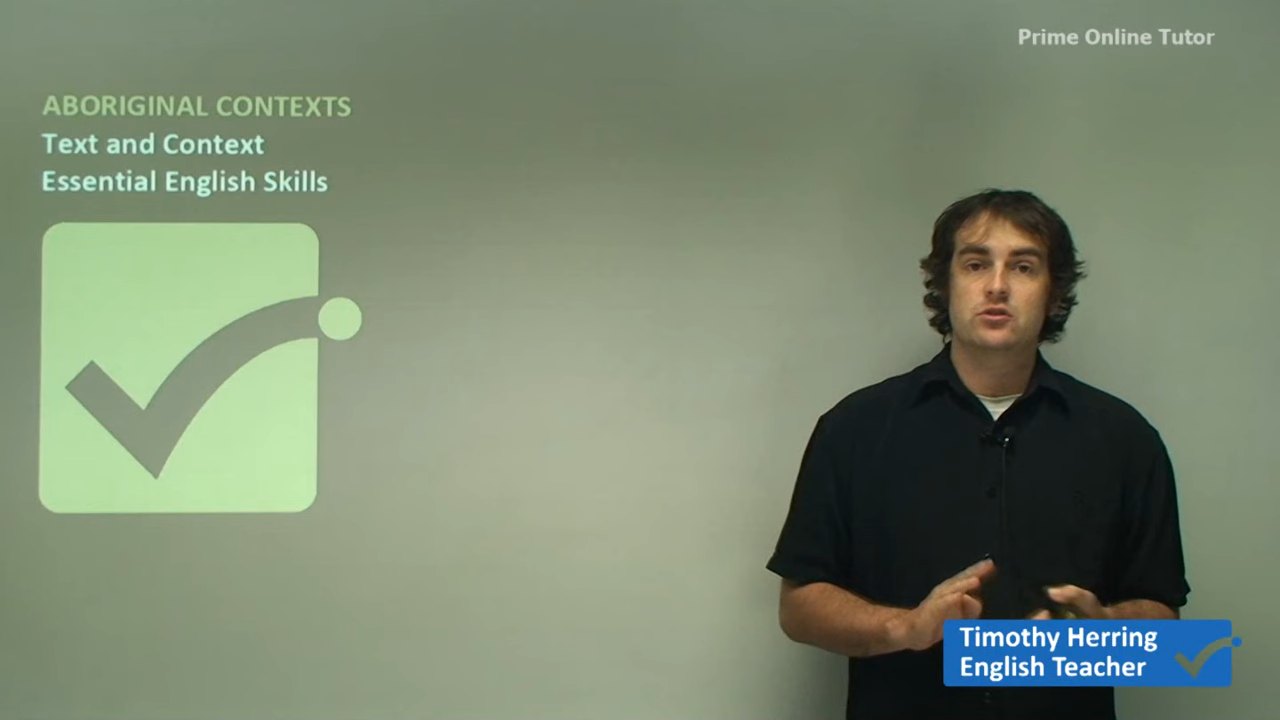 Prime Online Tutor
ABORIGINAL CONTEXTS
Text and Context
Essential English Skills
Timothy Herring
English Teacher